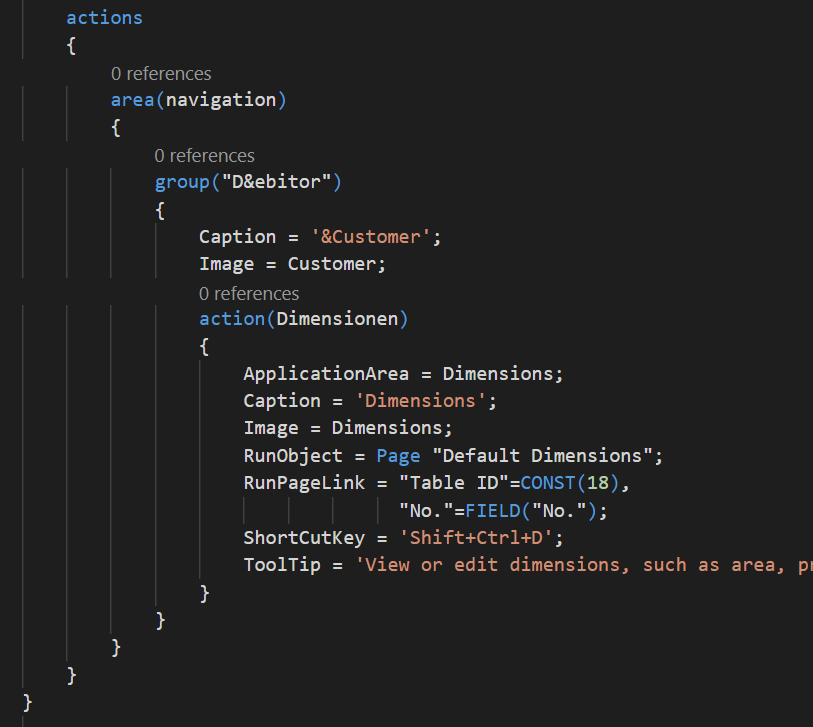 actions
{
0 references
area(navigation)
{
0 references
group("D&ebitor")
{
Caption = '&Customer';
Image = Customer;
0 references
action(Dimensionen)
{
ApplicationArea = Dimensions;
Caption = 'Dimensions';
Image = Dimensions;
RunObject = Page "Default Dimensions";
RunPageLink = "Table ID"=CONST(18),
"No."=FIELD("No.");
ShortCutKey = 'Shift+Ctrl+D';
ToolTip = 'View or edit dimensions, such as area,
}
}
}
}
}